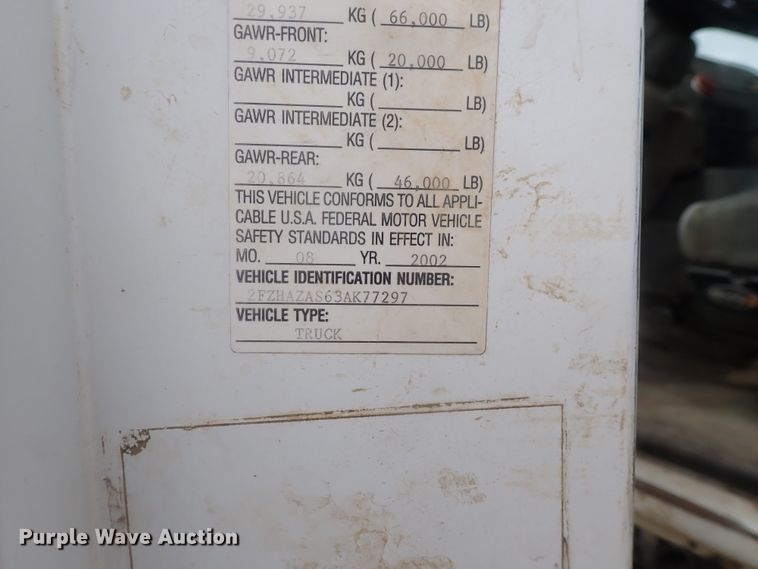 29,937 KG ( 66,000 LB)
GAWR-FRONT:
9,072 KG ( 20,000 LB)
GAWR INTERMEDIATE (1):
KG ( LB)
GAWR INTERMEDIATE (2):
KG ( LB)
GAWR-REAR:
20,864 KG ( 46,000 LB)
THIS VEHICLE CONFORMS TO ALL APPLI-
CABLE U.S.A. FEDERAL MOTOR VEHICLE
SAFETY STANDARDS IN EFFECT IN:
MO. 08 YR. 2002
VEHICLE IDENTIFICATION NUMBER:
2FZHAZAS63AK77297
VEHICLE TYPE:
TRUCK
Purple Wave Auction